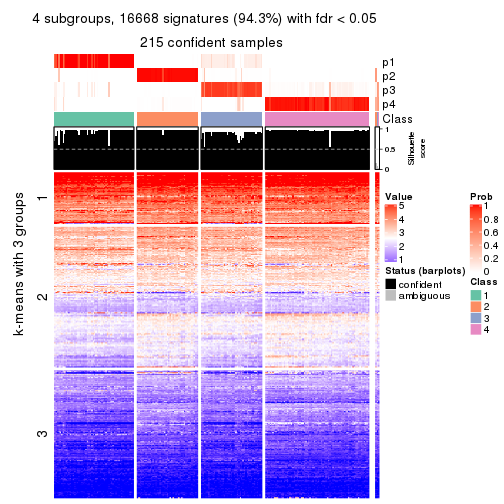 4 subgroups, 16668 signatures (94.3%) with fdr < 0.05
215 confident samples
p1
p2
p3
p4
Class
1
0.5
0
Silhouette
score
k-means with 3 groups
1
2
3
Value
5
4
3
2
1
Status (barplots)
confident
ambiguous
Prob
1
0.8
0.6
0.4
0.2
0
Class
1
2
3
4